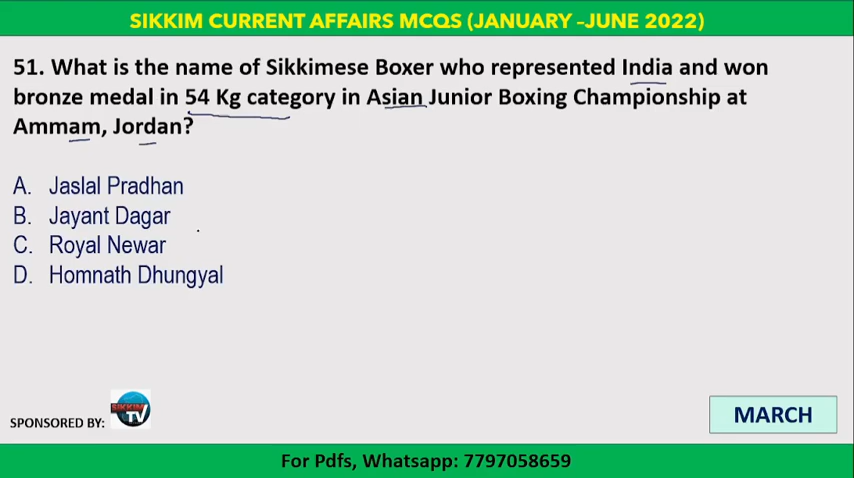 SIKKIM CURRENT AFFAIRS MCQS (JANUARY –JUNE 2022)
51. What is the name of Sikkimese Boxer who represented India and won
bronze medal in 54 Kg category in Asian Junior Boxing Championship at
Ammam, Jordan?
A. Jaslal Pradhan
B. Jayant Dagar
C. Royal Newar
D. Homnath Dhungyal
SPONSORED BY:
SIKKIM
TV
MARCH
For Pdfs, Whatsapp: 7797058659